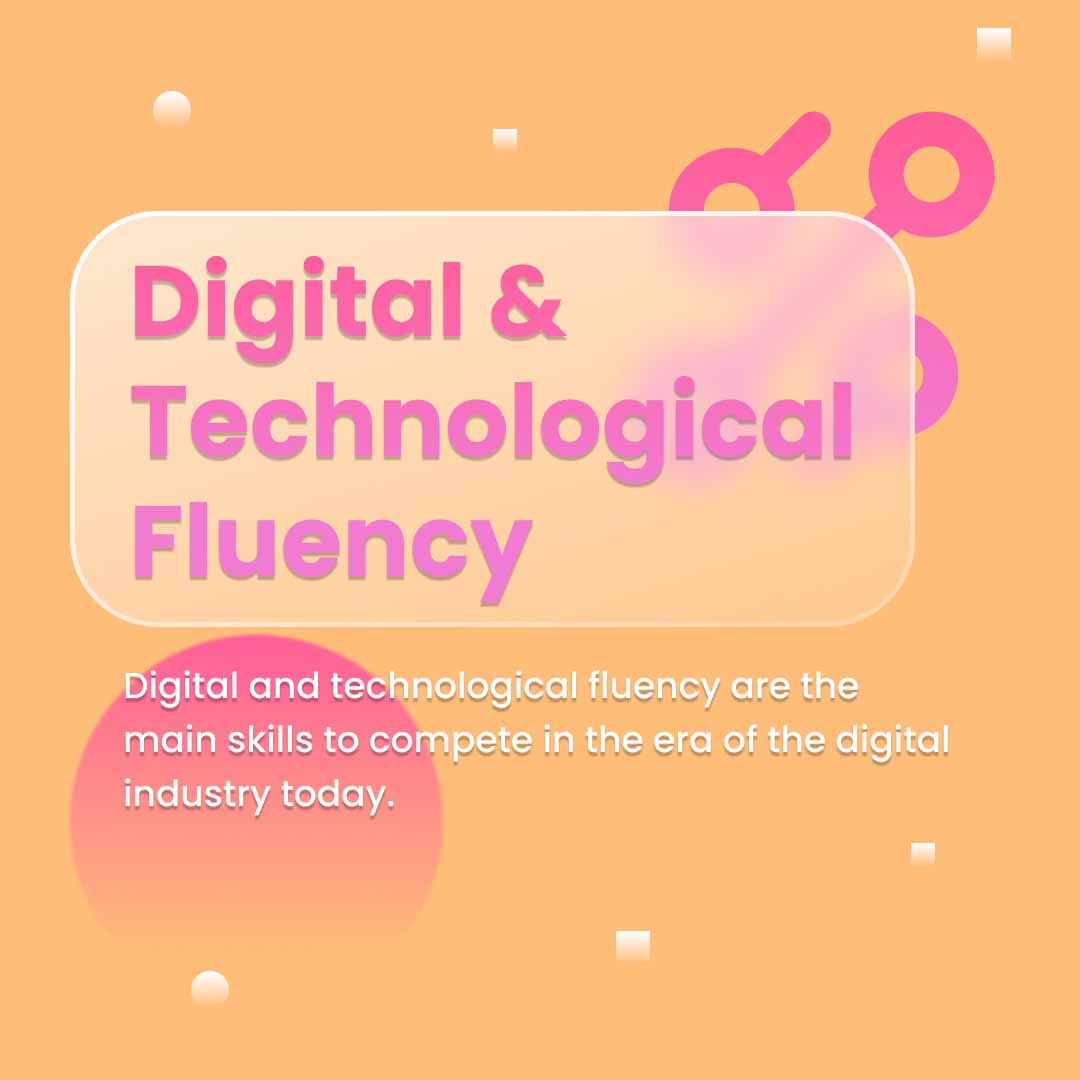 Digital &
Technological
Fluency
Digital and technological fluency are the
main skills to compete in the era of the digital
industry today.